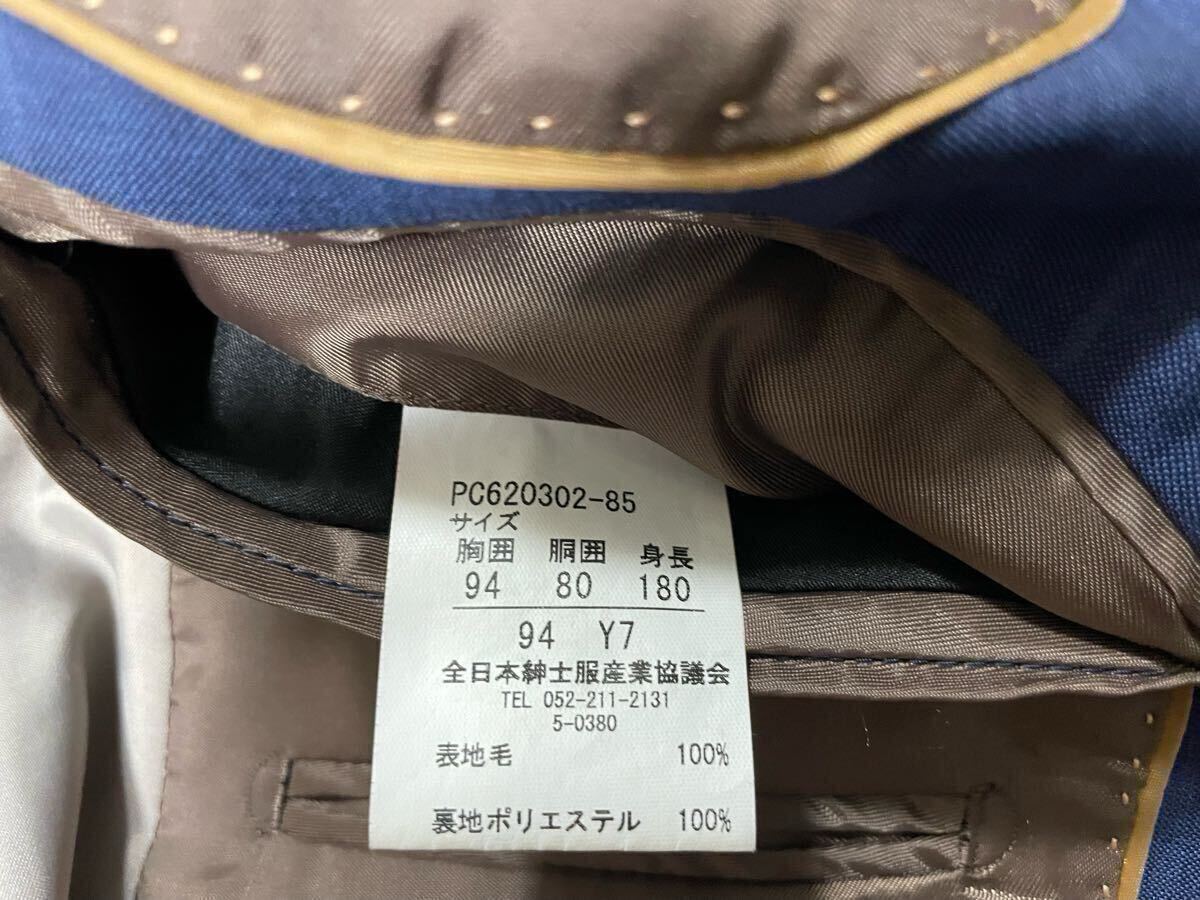 PC620302-85
サイズ
胸囲 胴囲 身長
94 80 180
94 Y7
全日本紳士服産業協議会
TEL 052-211-2131
5-0380
表地毛 100%
裏地ポリエステル 100%